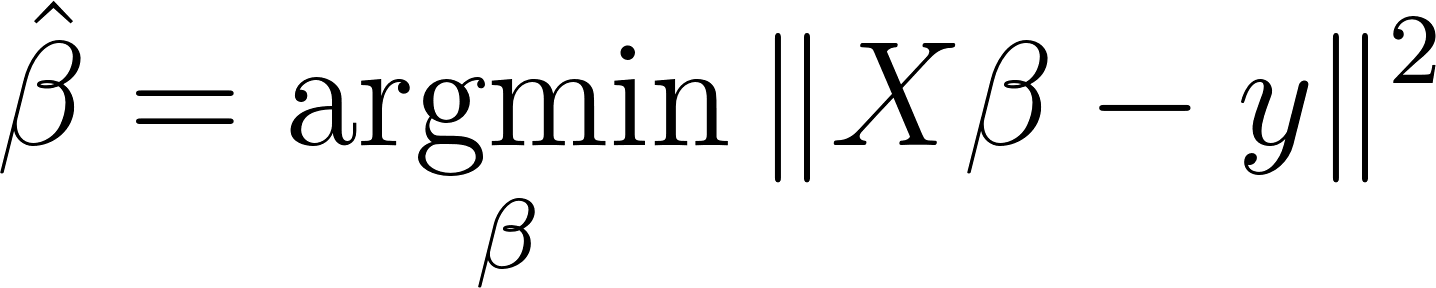 β̂ = argmin ‖Xβ − y‖²
β